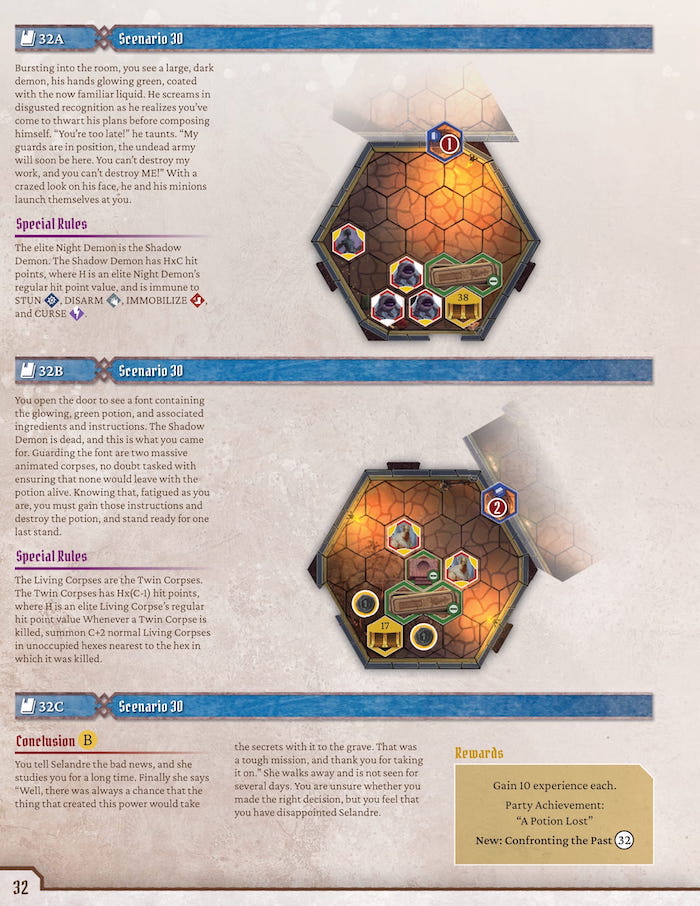 32A Scenario 30
Bursting into the room, you see a large, dark
demon, his hands glowing green, coated
with the now familiar liquid. He screams in
disgusted recognition as he realizes you've
come to thwart his plans before composing
himself. "You're too late!" he taunts. "My
guards are in position, the undead army
will soon be here. You can't destroy my
work, and you can't destroy ME!" With a
crazed look on his face, he and his minions
launch themselves at you.
Special Rules
The elite Night Demon is the Shadow
Demon. The Shadow Demon has HxC hit
points, where H is an elite Night Demon's
regular hit point value, and is immune to
STUN , DISARM , IMMOBILIZE ,
and CURSE .
1
38
32B Scenario 30
You open the door to see a font containing
the glowing, green potion, and associated
ingredients and instructions. The Shadow
Demon is dead, and this is what you came
for. Guarding the font are two massive
animated corpses, no doubt tasked with
ensuring that none would leave with the
potion alive. Knowing that, fatigued as you
are, you must gain those instructions and
destroy the potion, and stand ready for one
last stand.
Special Rules
The Living Corpses are the Twin Corpses.
The Twin Corpses has Hx(C-1) hit points,
where H is an elite Living Corpse's regular
hit point value Whenever a Twin Corpse is
killed, summon C+2 normal Living Corpses
in unoccupied hexes nearest to the hex in
which it was killed.
2
17
32C Scenario 30
Conclusion B
You tell Selandre the bad news, and she
studies you for a long time. Finally she says
"Well, there was always a chance that the
thing that created this power would take
the secrets with it to the grave. That was
a tough mission, and thank you for taking
it on." She walks away and is not seen for
several days. You are unsure whether you
made the right decision, but you feel that
you have disappointed Selandre.
Rewards
Gain 10 experience each.
Party Achievement:
"A Potion Lost"
New: Confronting the Past 32
32